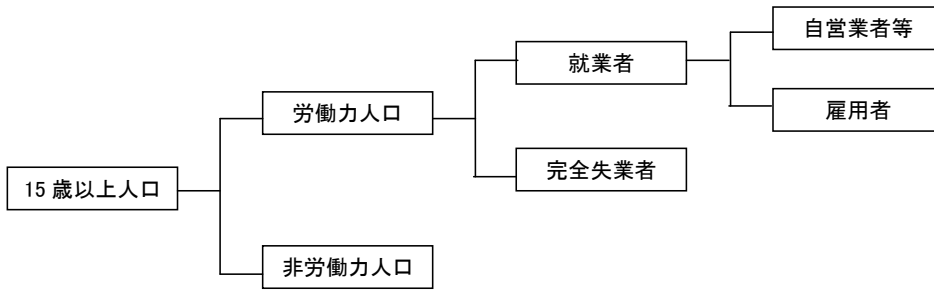 自営業者等
就業者
雇用者
労働力人口
完全失業者
15 歳以上人口
非労働力人口